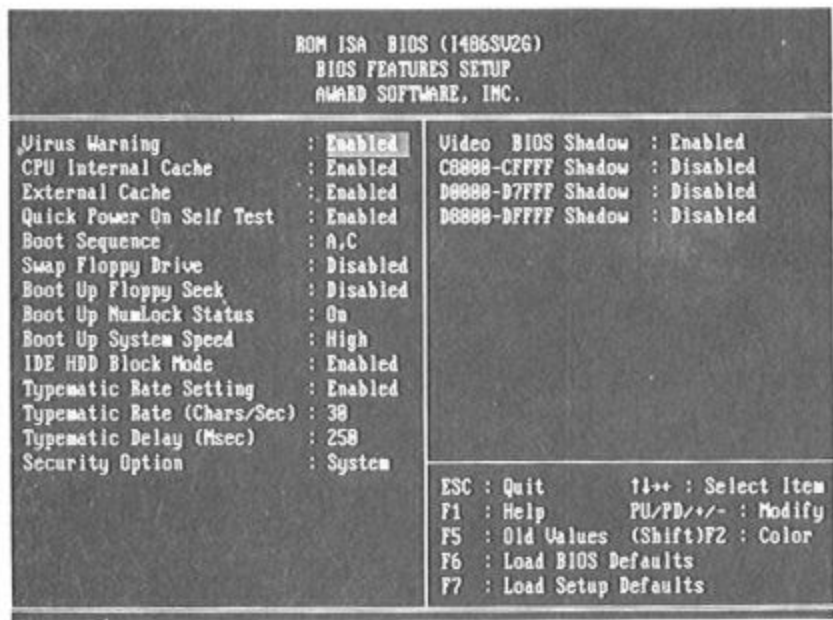 ROM ISA BIOS (I486SV2G)
BIOS FEATURES SETUP
AWARD SOFTWARE, INC.
Virus Warning : Enabled
CPU Internal Cache : Enabled
External Cache : Enabled
Quick Power On Self Test : Enabled
Boot Sequence : A,C
Swap Floppy Drive : Disabled
Boot Up Floppy Seek : Disabled
Boot Up NumLock Status : On
Boot Up System Speed : High
IDE HDD Block Mode : Enabled
Typematic Rate Setting : Enabled
Typematic Rate (Chars/Sec) : 30
Typematic Delay (Msec) : 250
Security Option : System
Video BIOS Shadow : Enabled
C8000-CFFFF Shadow : Disabled
D0000-D7FFF Shadow : Disabled
D8000-DFFFF Shadow : Disabled
ESC : Quit ↑↓→← : Select Item
F1 : Help PU/PD/+/- : Modify
F5 : Old Values (Shift)F2 : Color
F6 : Load BIOS Defaults
F7 : Load Setup Defaults